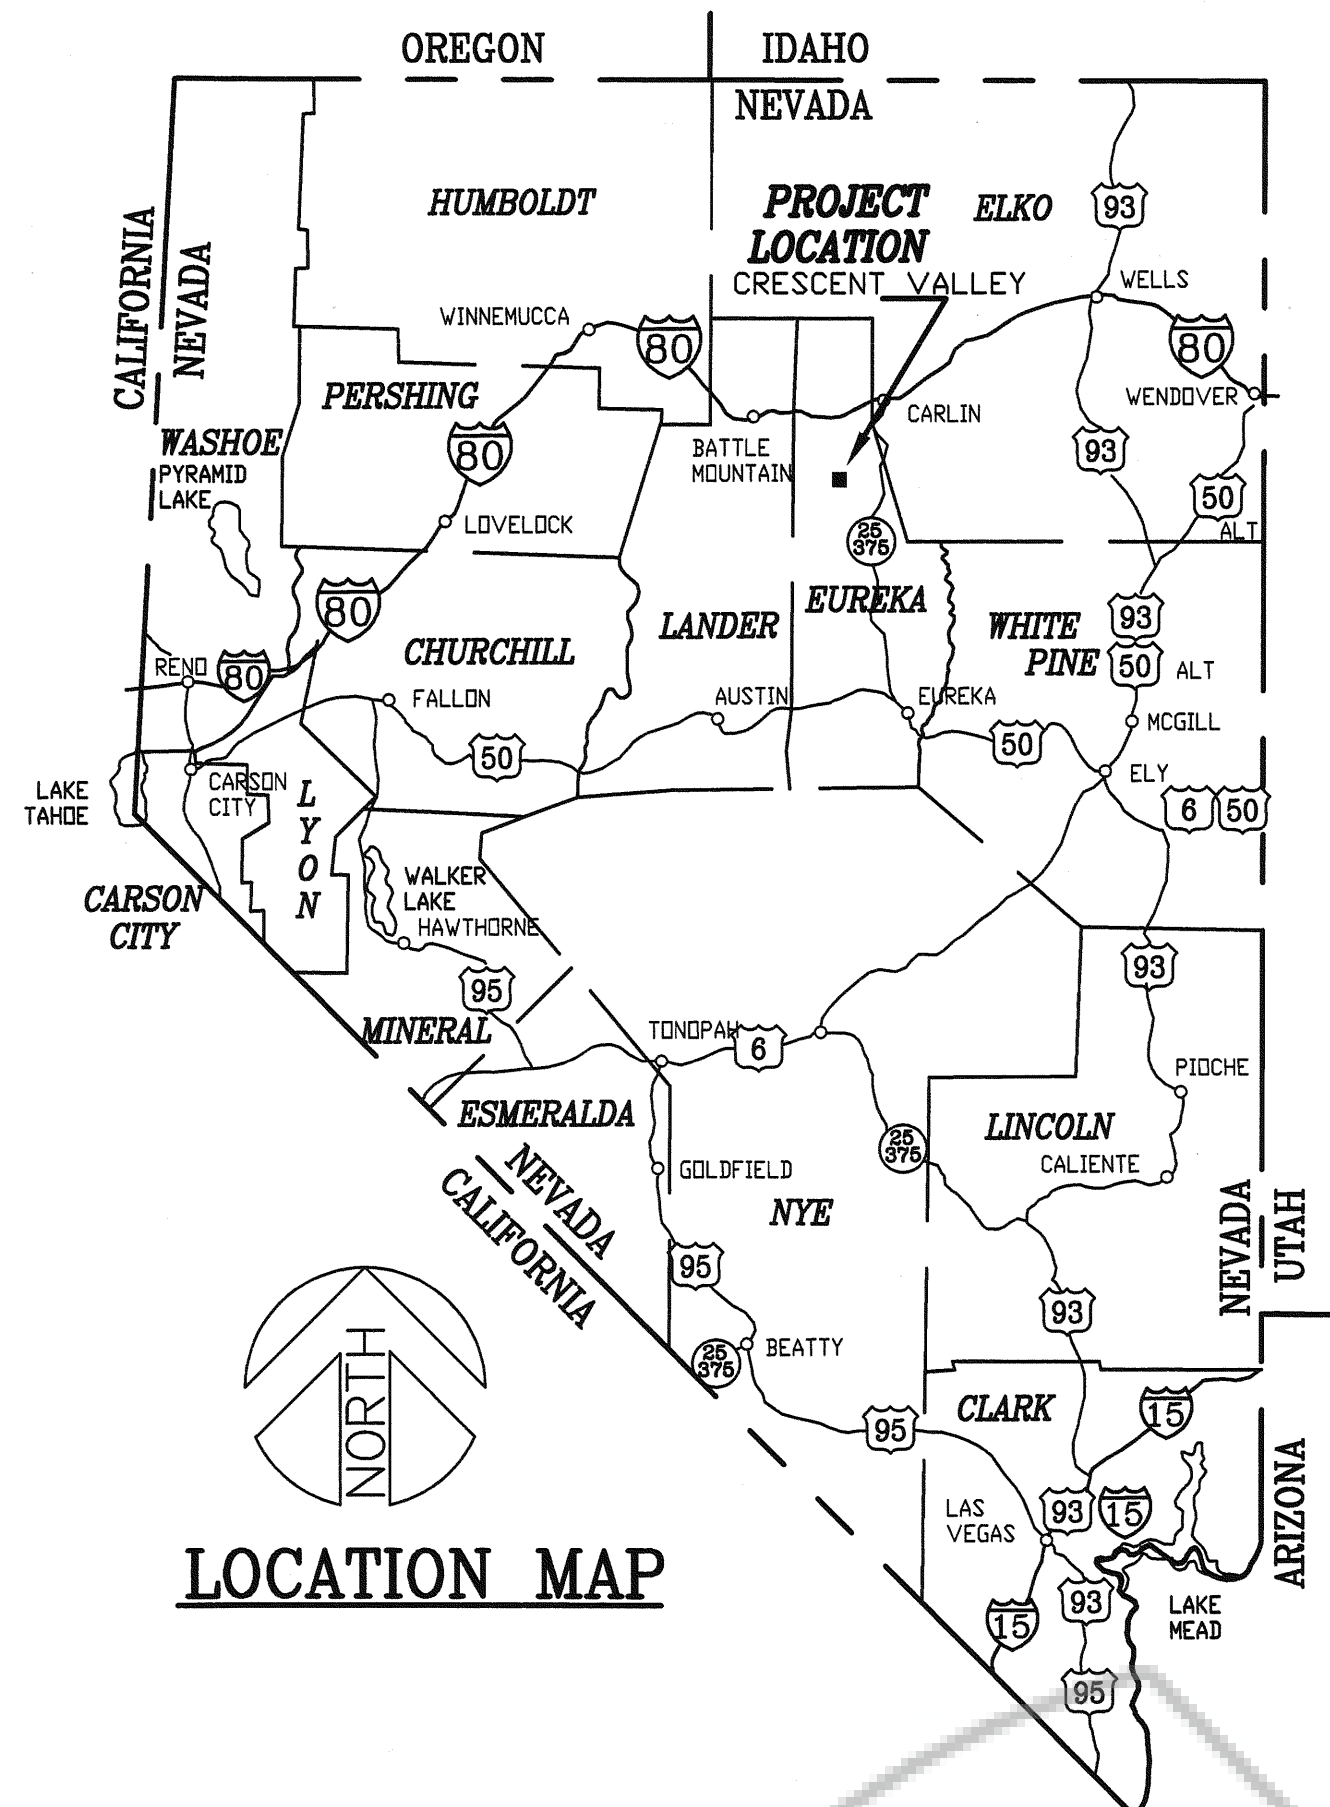 OREGON
IDAHO
NEVADA
CALIFORNIA
NEVADA
HUMBOLDT
PROJECT
LOCATION
CRESCENT VALLEY
ELKO
93
WELLS
WINNEMUCCA
80
80
PERSHING
WENDOVER
CARLIN
WASHOE
PYRAMID
LAKE
80
BATTLE
MOUNTAIN
93
50
ALT
LOVELOCK
25
375
80
EUREKA
LANDER
WHITE
PINE
93
50
ALT
CHURCHILL
RENO
80
FALLON
AUSTIN
EUREKA
MCGILL
50
50
ELY
LAKE
TAHOE
CARSON
CITY
LYON
6
50
CARSON
CITY
WALKER
LAKE
HAWTHORNE
95
93
MINERAL
TONOPAH
6
PIOCHE
ESMERALDA
LINCOLN
25
375
CALIENTE
NEVADA
CALIFORNIA
GOLDFIELD
NYE
NEVADA
UTAH
95
93
NORTH
25
375
BEATTY
CLARK
15
95
LAS
VEGAS
93
15
ARIZONA
LOCATION MAP
93
15
LAKE
MEAD
95